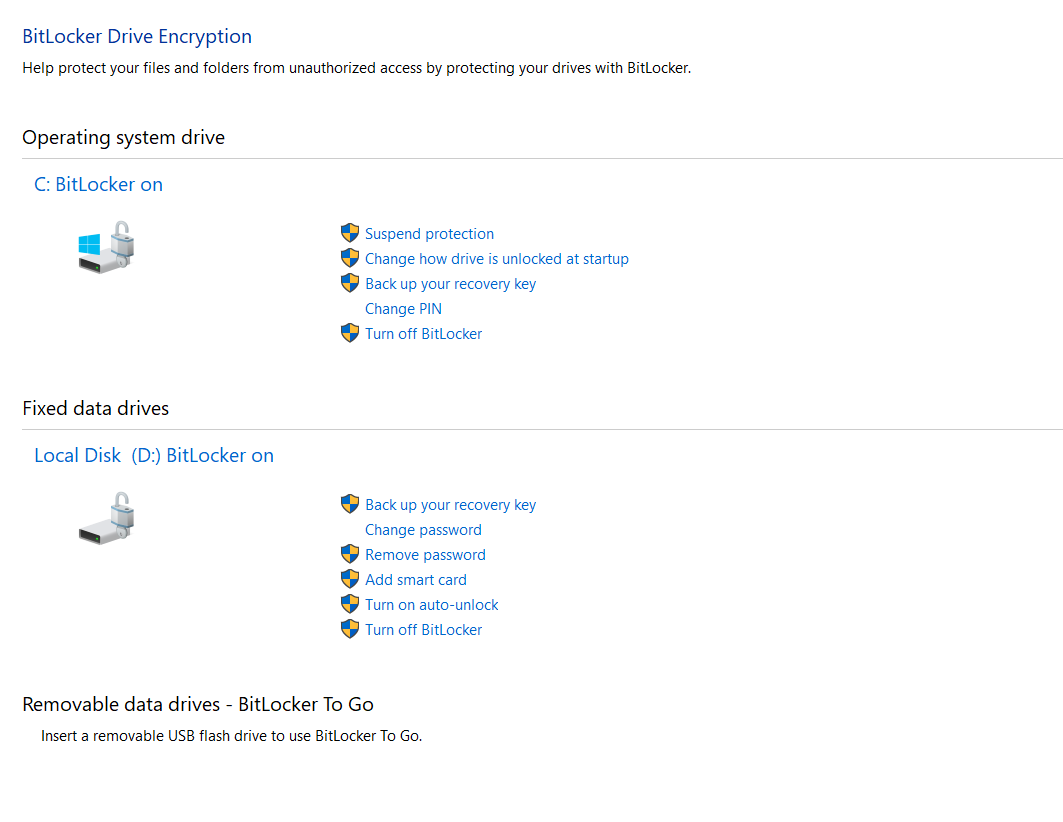 BitLocker Drive Encryption
Help protect your files and folders from unauthorized access by protecting your drives with BitLocker.
Operating system drive
C: BitLocker on
Suspend protection
Change how drive is unlocked at startup
Back up your recovery key
Change PIN
Turn off BitLocker
Fixed data drives
Local Disk  (D:) BitLocker on
Back up your recovery key
Change password
Remove password
Add smart card
Turn on auto-unlock
Turn off BitLocker
Removable data drives - BitLocker To Go
Insert a removable USB flash drive to use BitLocker To Go.